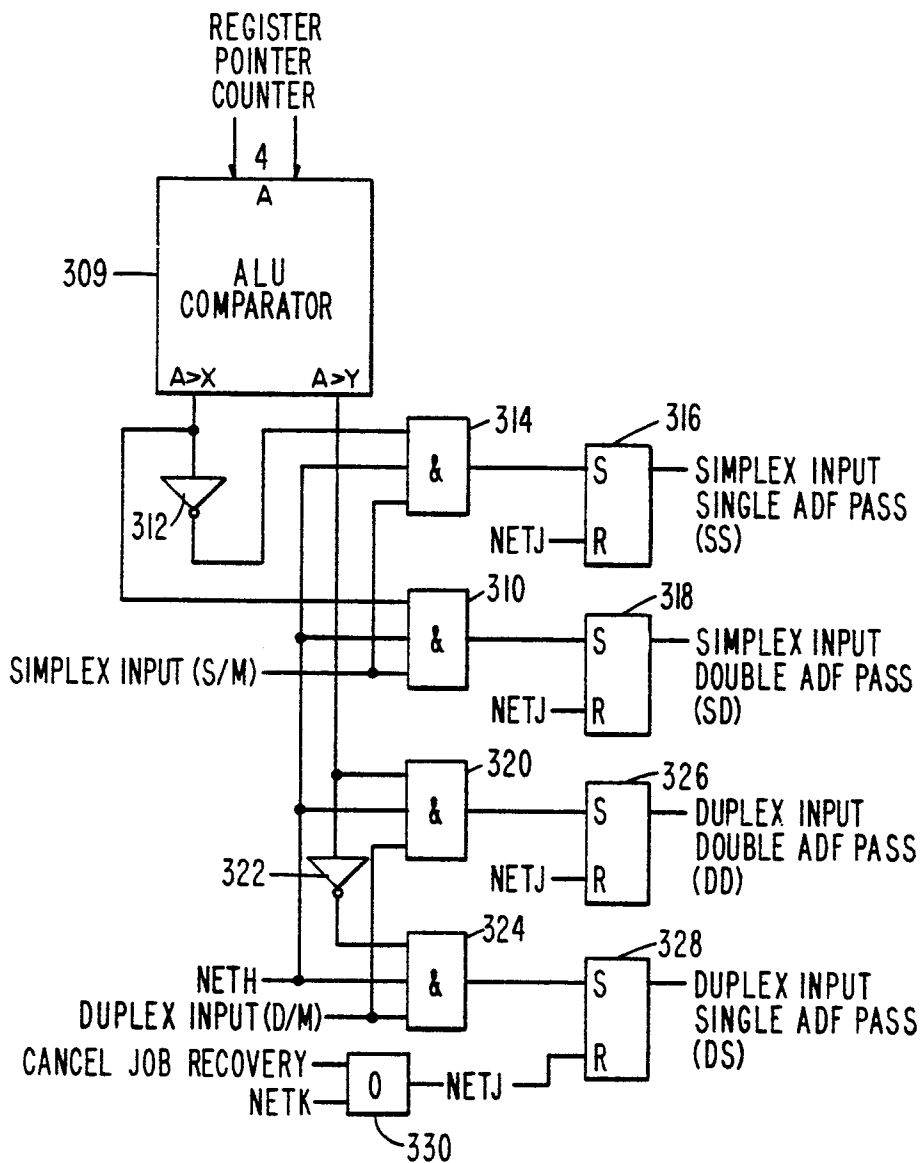 REGISTER
POINTER
COUNTER
4
A
309
ALU
COMPARATOR
A>X
A>Y
314
316
&
S
SIMPLEX INPUT
SINGLE ADF PASS
(SS)
312
NETJ
R
310
318
&
S
SIMPLEX INPUT
DOUBLE ADF PASS
(SD)
SIMPLEX INPUT (S/M)
NETJ
R
320
326
&
S
DUPLEX INPUT
DOUBLE ADF PASS
(DD)
322
NETJ
R
324
328
NETH
&
S
DUPLEX INPUT
SINGLE ADF PASS
(DS)
DUPLEX INPUT (D/M)
CANCEL JOB RECOVERY
R
O
NETJ
NETK
330